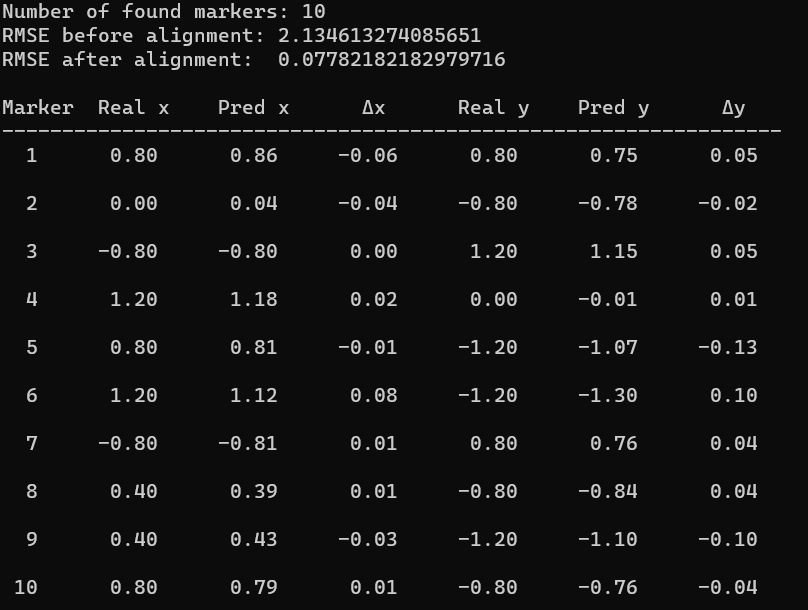 Number of found markers: 10
RMSE before alignment: 2.134613274085651
RMSE after alignment:  0.07782182182979716
Marker  Real x    Pred x      Δx      Real y    Pred y      Δy
-----------------------------------------------------------------
  1      0.80      0.86     -0.06      0.80      0.75      0.05
  2      0.00      0.04     -0.04     -0.80     -0.78     -0.02
  3     -0.80     -0.80      0.00      1.20      1.15      0.05
  4      1.20      1.18      0.02      0.00     -0.01      0.01
  5      0.80      0.81     -0.01     -1.20     -1.07     -0.13
  6      1.20      1.12      0.08     -1.20     -1.30      0.10
  7     -0.80     -0.81      0.01      0.80      0.76      0.04
  8      0.40      0.39      0.01     -0.80     -0.84      0.04
  9      0.40      0.43     -0.03     -1.20     -1.10     -0.10
 10      0.80      0.79      0.01     -0.80     -0.76     -0.04